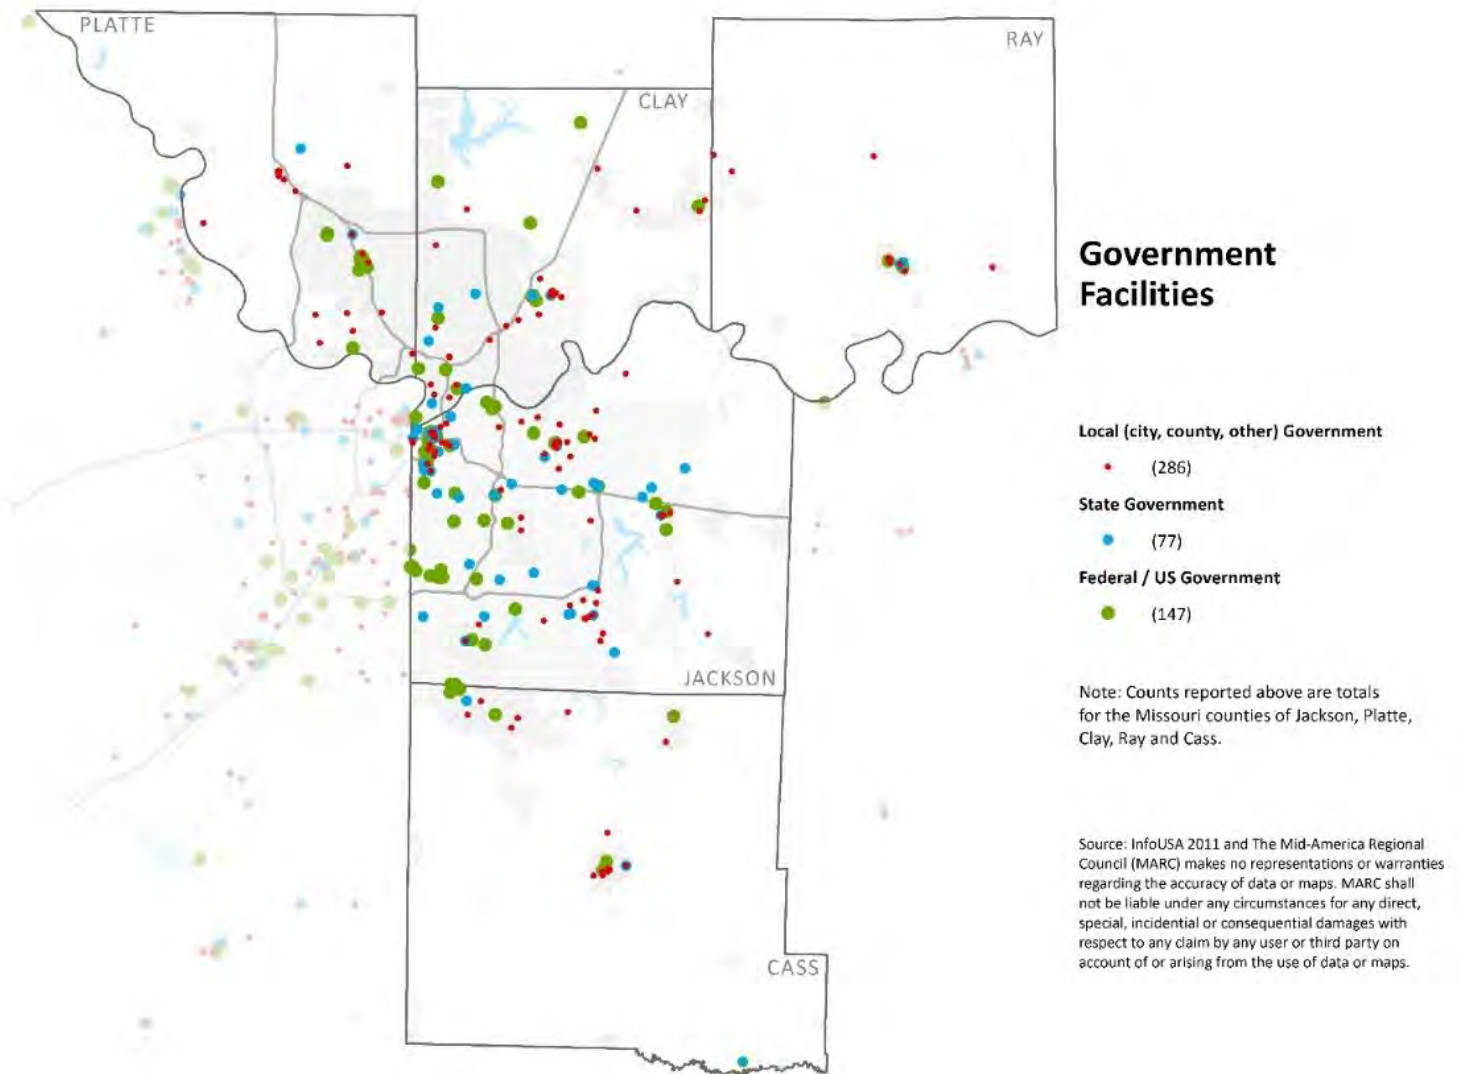 PLATTE
RAY
CLAY
Government
Facilities
Local (city, county, other) Government
(286)
State Government
(77)
Federal / US Government
(147)
JACKSON
Note: Counts reported above are totals
for the Missouri counties of Jackson, Platte,
Clay, Ray and Cass.
Source: InfoUSA 2011 and The Mid-America Regional
Council (MARC) makes no representations or warranties
regarding the accuracy of data or maps. MARC shall
not be liable under any circumstances for any direct,
special, incidental or consequential damages with
respect to any claim by any user or third party on
account of or arising from the use of data or maps.
CASS